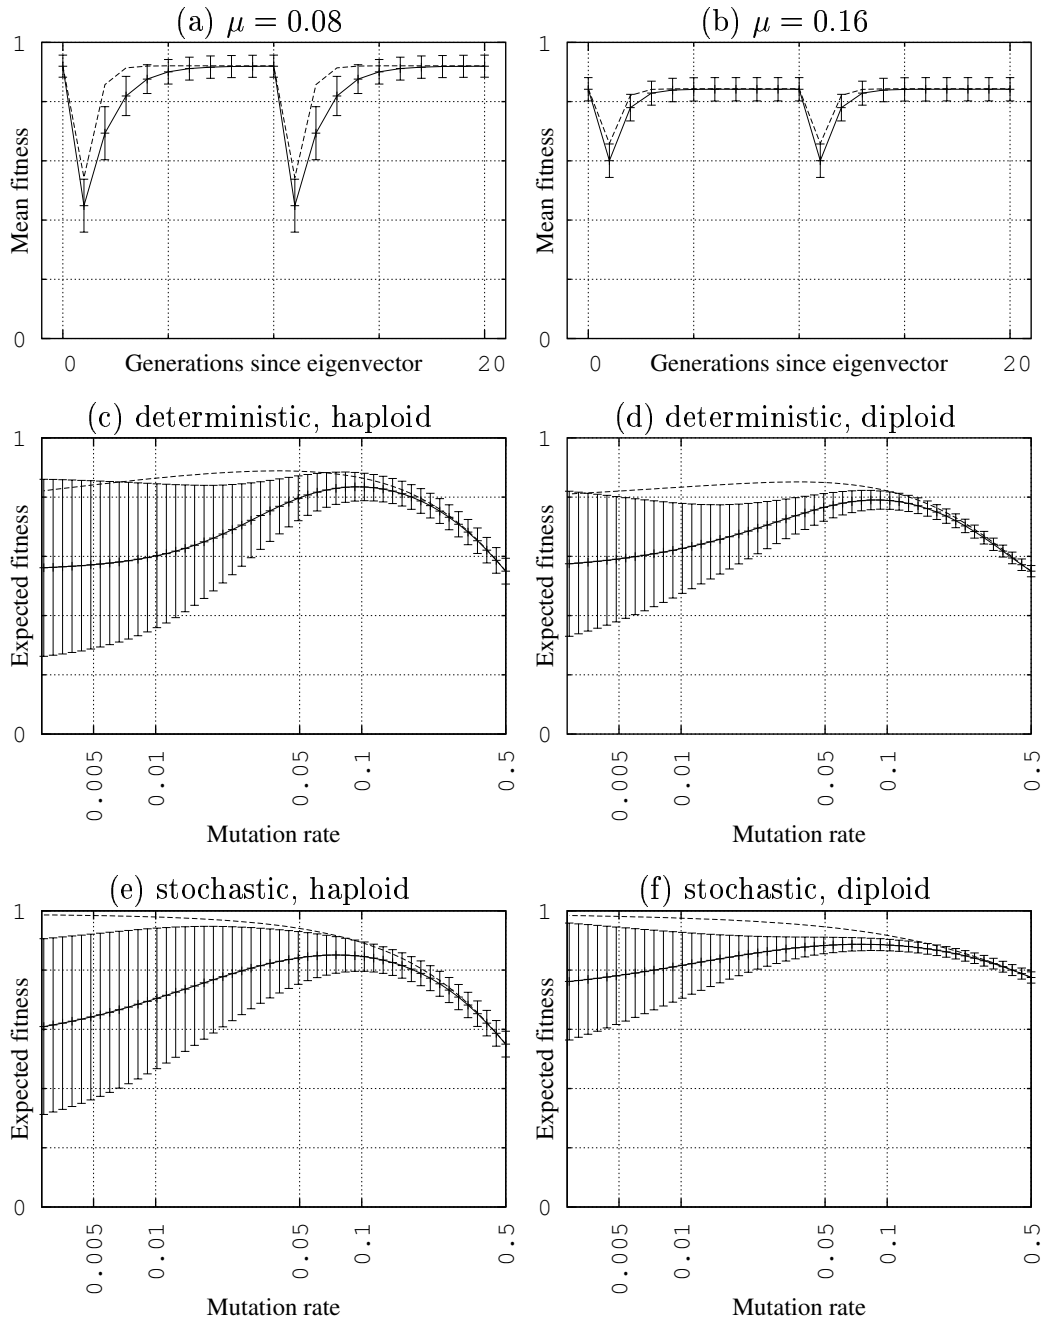 (a) μ = 0.08
1
Mean fitness
0
0 Generations since eigenvector 20
(b) μ = 0.16
1
Mean fitness
0
0 Generations since eigenvector 20
(c) deterministic, haploid
1
Expected fitness
0
0.005 0.01 0.05 0.1 0.5
Mutation rate
(d) deterministic, diploid
1
Expected fitness
0
0.005 0.01 0.05 0.1 0.5
Mutation rate
(e) stochastic, haploid
1
Expected fitness
0
0.005 0.01 0.05 0.1 0.5
Mutation rate
(f) stochastic, diploid
1
Expected fitness
0
0.005 0.01 0.05 0.1 0.5
Mutation rate